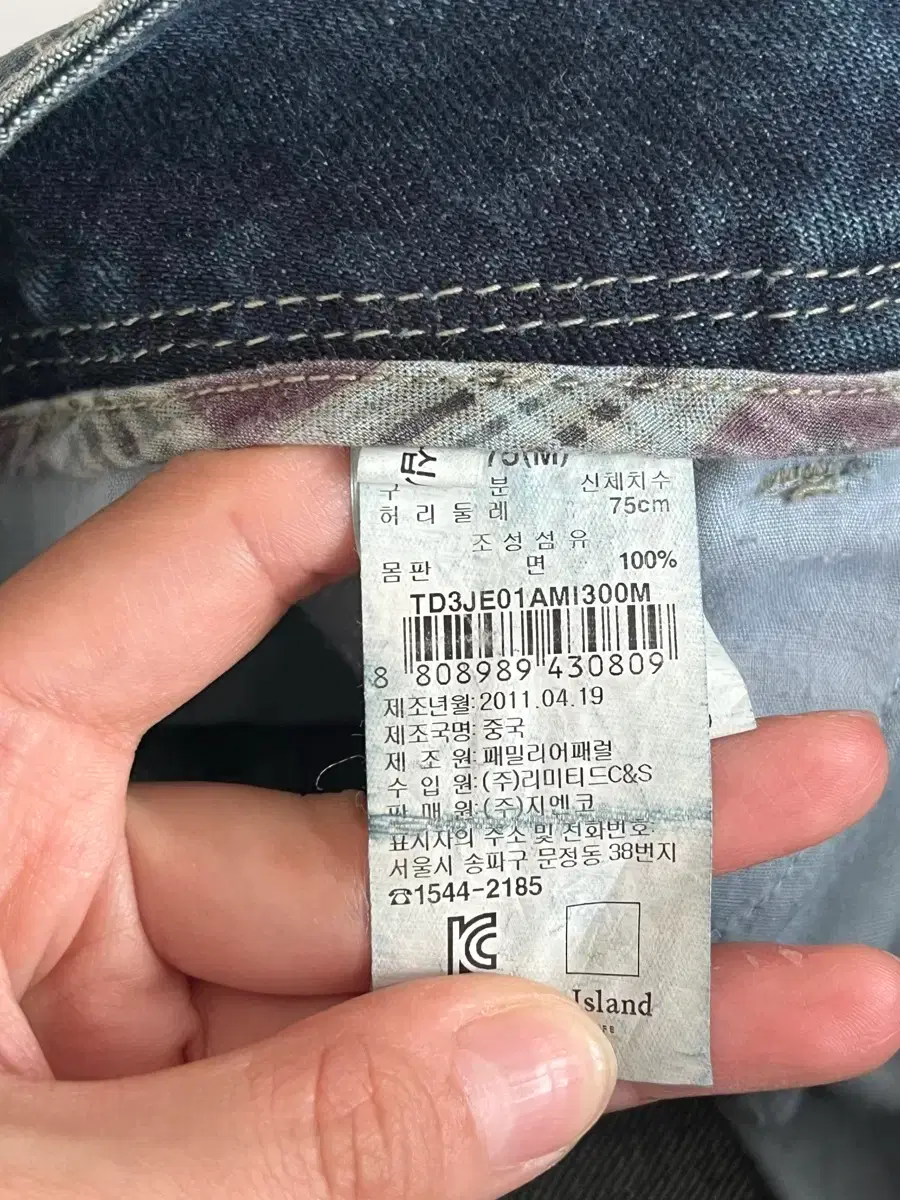 75(M)
구 분 신체치수
허 리 둘 레 75cm
조 성 섬 유
몸 판 면 100%
TD3JE01AMI300M
8 808989 430809
제조년월: 2011.04.19
제조국명: 중국
제 조 원: 패밀리어패럴
수 입 원: (주)리미티드C&S
판 매 원: (주)지엔코
표시자의 주소 및 전화번호
서울시 송파구 문정동 38번지
☎1544-2185
Island